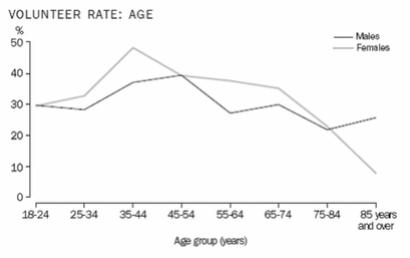 VOLUNTEER RATE: AGE
%
Males
Females
50
40
30
20
10
0
18-24 25-34 35-44 45-54 55-64 65-74 75-84 85 years
and over
Age group (years)